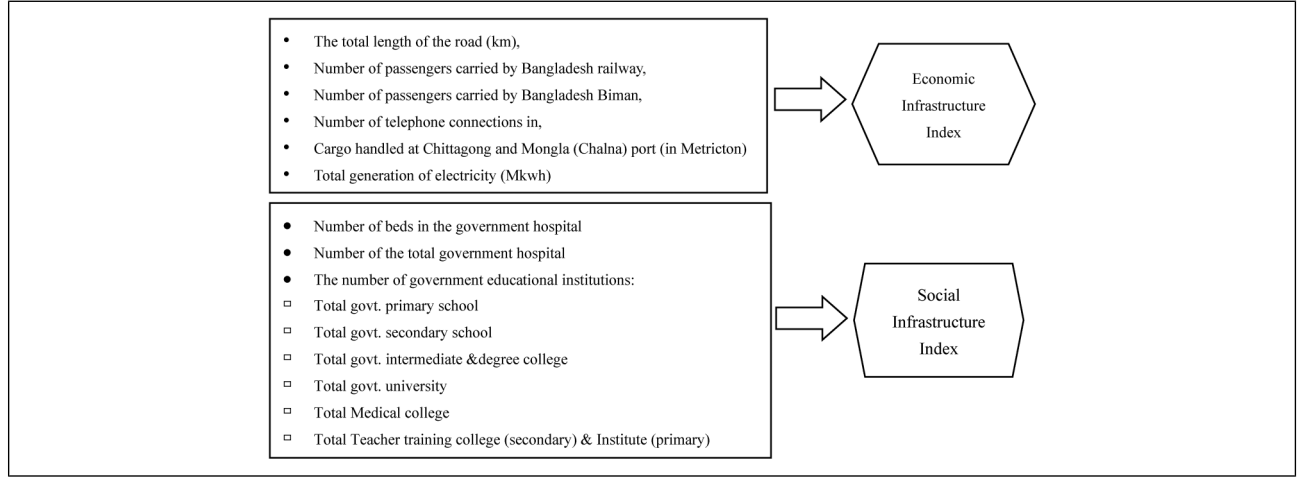 • The total length of the road (km),
• Number of passengers carried by Bangladesh railway,
• Number of passengers carried by Bangladesh Biman,
• Number of telephone connections in,
• Cargo handled at Chittagong and Mongla (Chalna) port (in Metricton)
• Total generation of electricity (Mkwh)
Economic
Infrastructure
Index
● Number of beds in the government hospital
● Number of the total government hospital
● The number of government educational institutions:
□ Total govt. primary school
□ Total govt. secondary school
□ Total govt. intermediate &degree college
□ Total govt. university
□ Total Medical college
□ Total Teacher training college (secondary) & Institute (primary)
Social
Infrastructure
Index